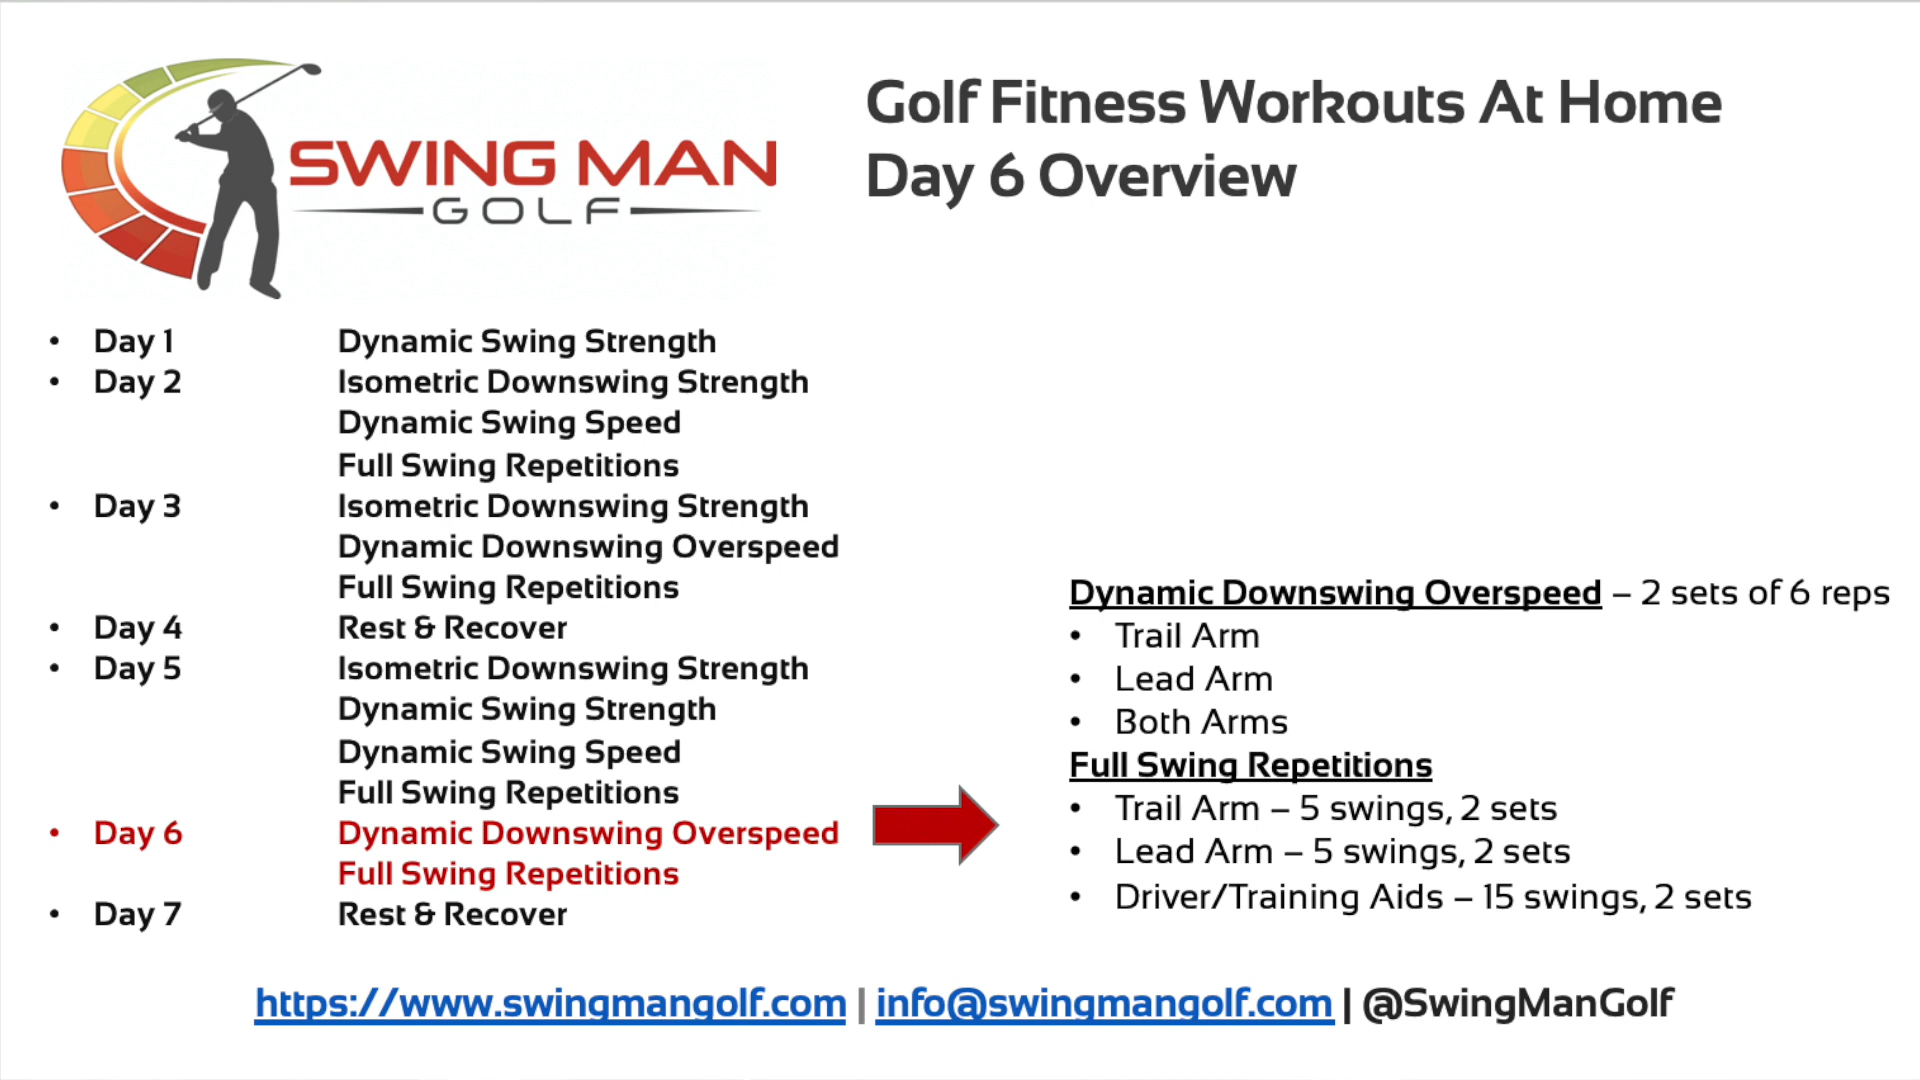 SWING MAN
GOLF
Golf Fitness Workouts At Home
Day 6 Overview
• Day 1 Dynamic Swing Strength
• Day 2 Isometric Downswing Strength
Dynamic Swing Speed
Full Swing Repetitions
• Day 3 Isometric Downswing Strength
Dynamic Downswing Overspeed
Full Swing Repetitions
• Day 4 Rest & Recover
• Day 5 Isometric Downswing Strength
Dynamic Swing Strength
Dynamic Swing Speed
Full Swing Repetitions
• Day 6 Dynamic Downswing Overspeed
Full Swing Repetitions
• Day 7 Rest & Recover
Dynamic Downswing Overspeed – 2 sets of 6 reps
• Trail Arm
• Lead Arm
• Both Arms
Full Swing Repetitions
• Trail Arm – 5 swings, 2 sets
• Lead Arm – 5 swings, 2 sets
• Driver/Training Aids – 15 swings, 2 sets
https://www.swingmangolf.com | info@swingmangolf.com | @SwingManGolf